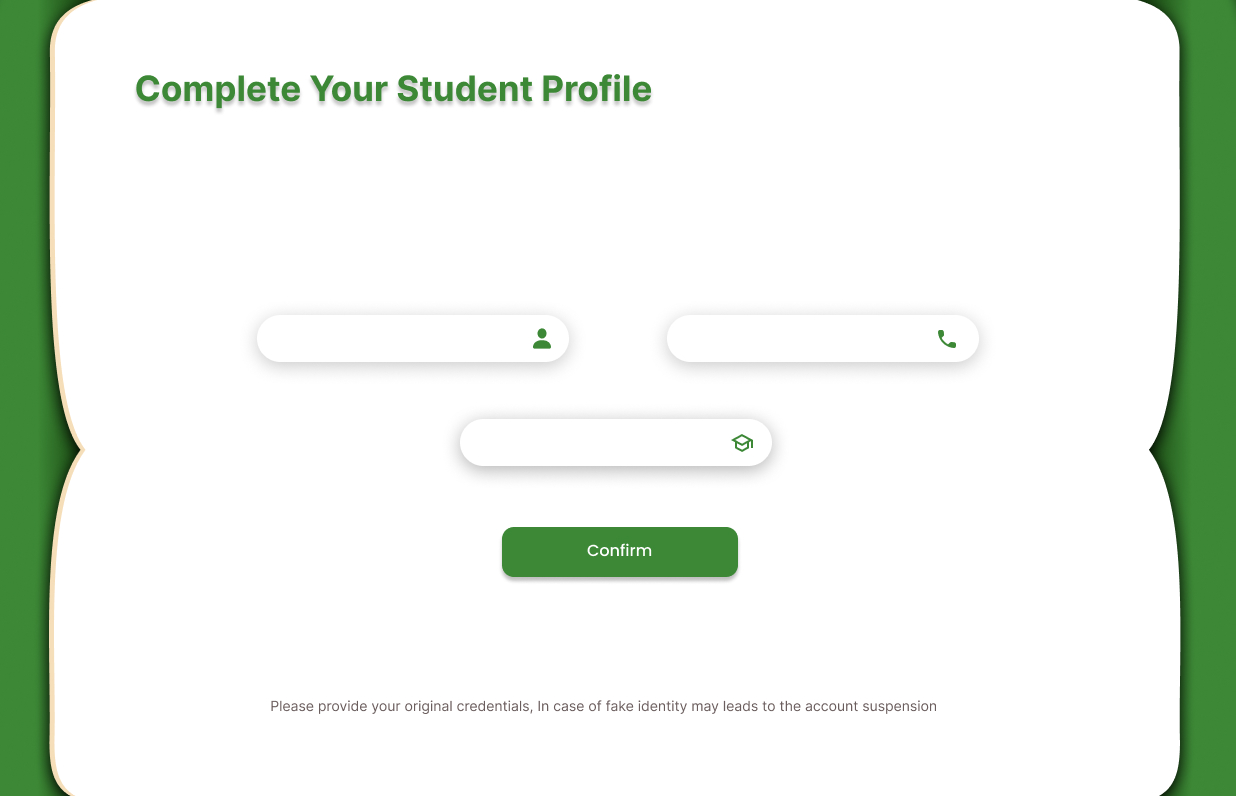 Complete Your Student Profile
Confirm
Please provide your original credentials, In case of fake identity may leads to the account suspension